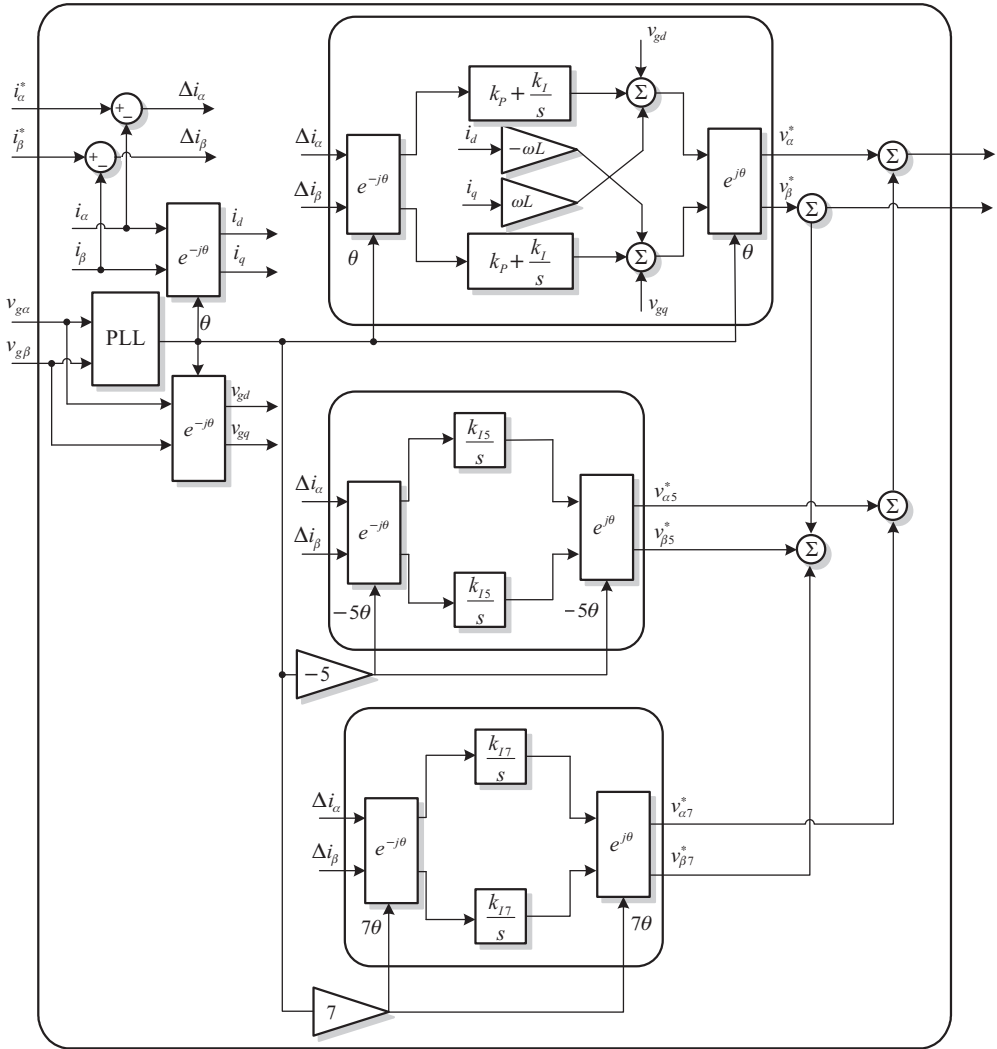 i*α + − Δiα
i*β + − Δiβ
iα
iβ
e^−jθ
id
iq
θ
vgα
vgβ
PLL
e^−jθ
vgd
vgq
vgd
kP + kI/s
Σ
Δiα
Δiβ
e^−jθ
θ
id
−ωL
iq
ωL
kP + kI/s
Σ
vgq
e^jθ
θ
v*α
v*β
Σ
Σ
Δiα
Δiβ
e^−jθ
−5θ
kI5/s
kI5/s
e^jθ
−5θ
v*α5
v*β5
Σ
Σ
−5
Δiα
Δiβ
e^−jθ
7θ
kI7/s
kI7/s
e^jθ
7θ
v*α7
v*β7
7